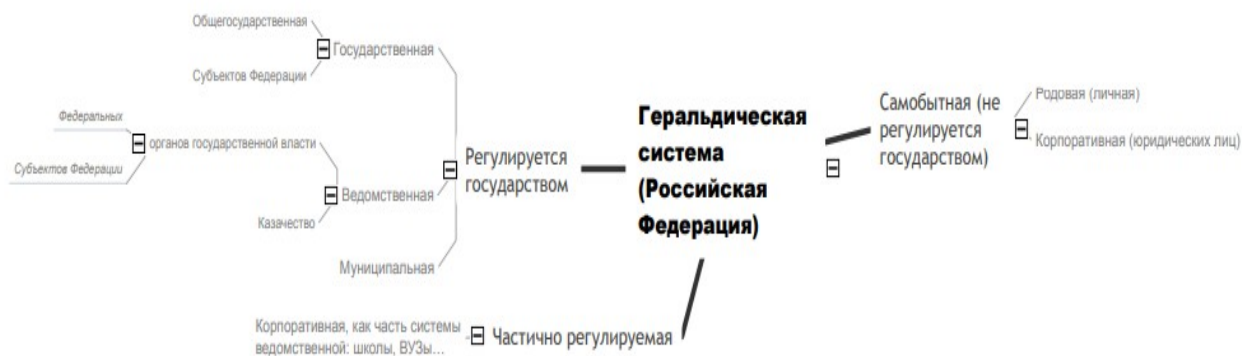 Общегосударственная
Государственная
Субъектов Федерации
Федеральных
органов государственной власти
Субъектов Федерации
Ведомственная
Казачество
Муниципальная
Регулируется
государством
Геральдическая
система
(Российская
Федерация)
Самобытная (не
регулируется
государством)
Родовая (личная)
Корпоративная (юридических лиц)
Корпоративная, как часть системы
ведомственной: школы, ВУЗы...
Частично регулируемая